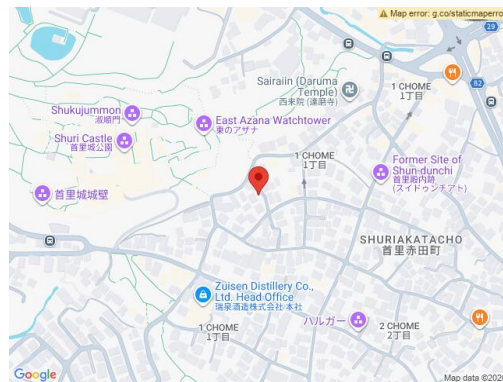 Map error: g.co/staticmaperro
29
Sairaiin (Daruma
Temple)
西来院 (達磨寺)
1 CHOME
1丁目
82
Shukujummon
淑順門
East Azana Watchtower
東のアザナ
Shuri Castle
首里城公園
1 CHOME
1丁目
Former Site of
Shun-dunchi
首里殿内跡
(スイドゥンチアト)
首里城城壁
SHURIAKATACHO
首里赤田町
Zuisen Distillery Co.,
Ltd. Head Office
瑞泉酒造株式会社 本社
1 CHOME
1丁目
ハルガー
2 CHOME
2丁目
Google
Map data ©202